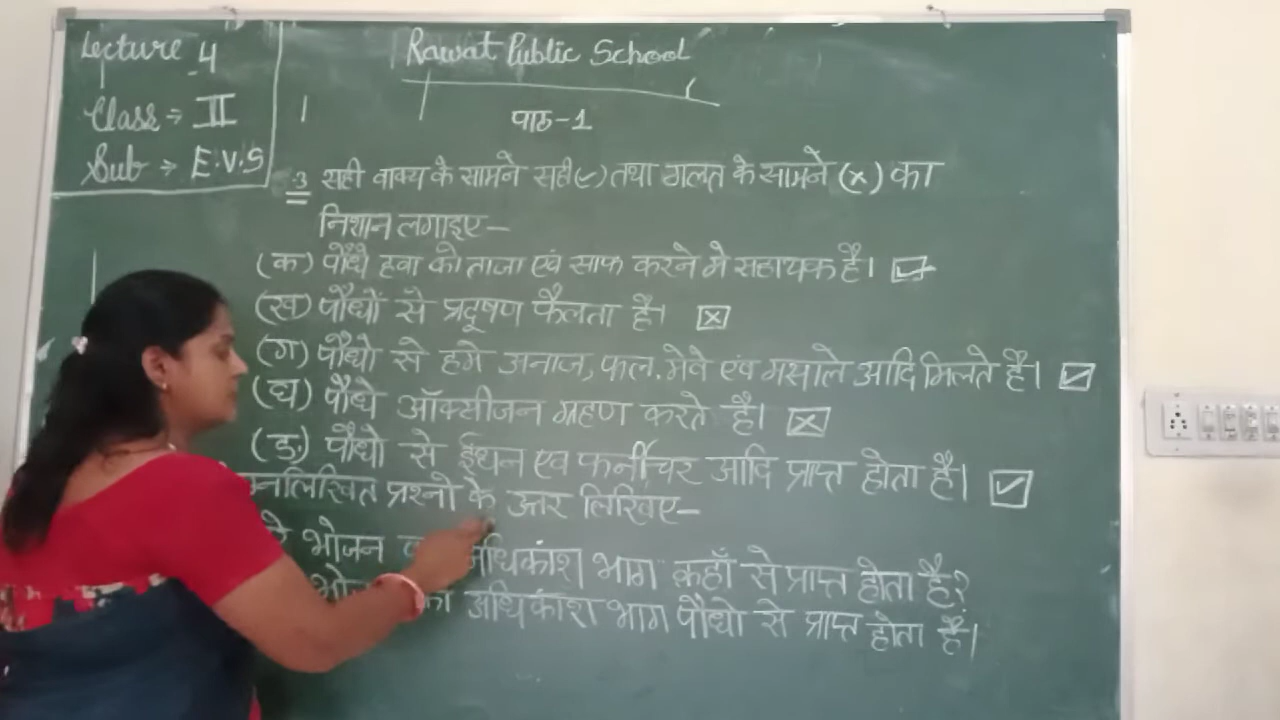 Lecture 4
Class → II
Sub → E.V.S
Rawat Public School
पाठ-1
3 सही वाक्य के सामने सही(✓) तथा गलत के सामने (×) का
निशान लगाइए-
(क) पौधे हवा को ताजा एवं साफ करने मे सहायक है। ✓
(ख) पौधों से प्रदूषण फैलता है। ×
(ग) पौधो से हमे अनाज, फल, मेवे एंव मसाले आदि मिलते है। ✓
(घ) पौधे ऑक्सीजन ग्रहण करते है। ×
(ङ) पौधो से ईधन एव फर्नीचर आदि प्राप्त होता है। ✓
प्रश्नो के उत्तर लिखिए-
भोजन अधिकांश भाग कहाँ से प्राप्त होता है?
का अधिकांश भाग पौधो से प्राप्त होता है।